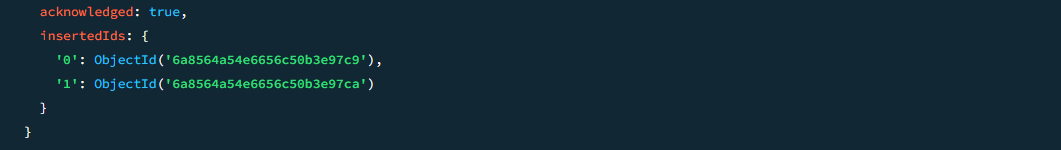 acknowledged: true,
insertedIds: {
'0': ObjectId('6a8564a54e6656c50b3e97c9'),
'1': ObjectId('6a8564a54e6656c50b3e97ca')
}
}